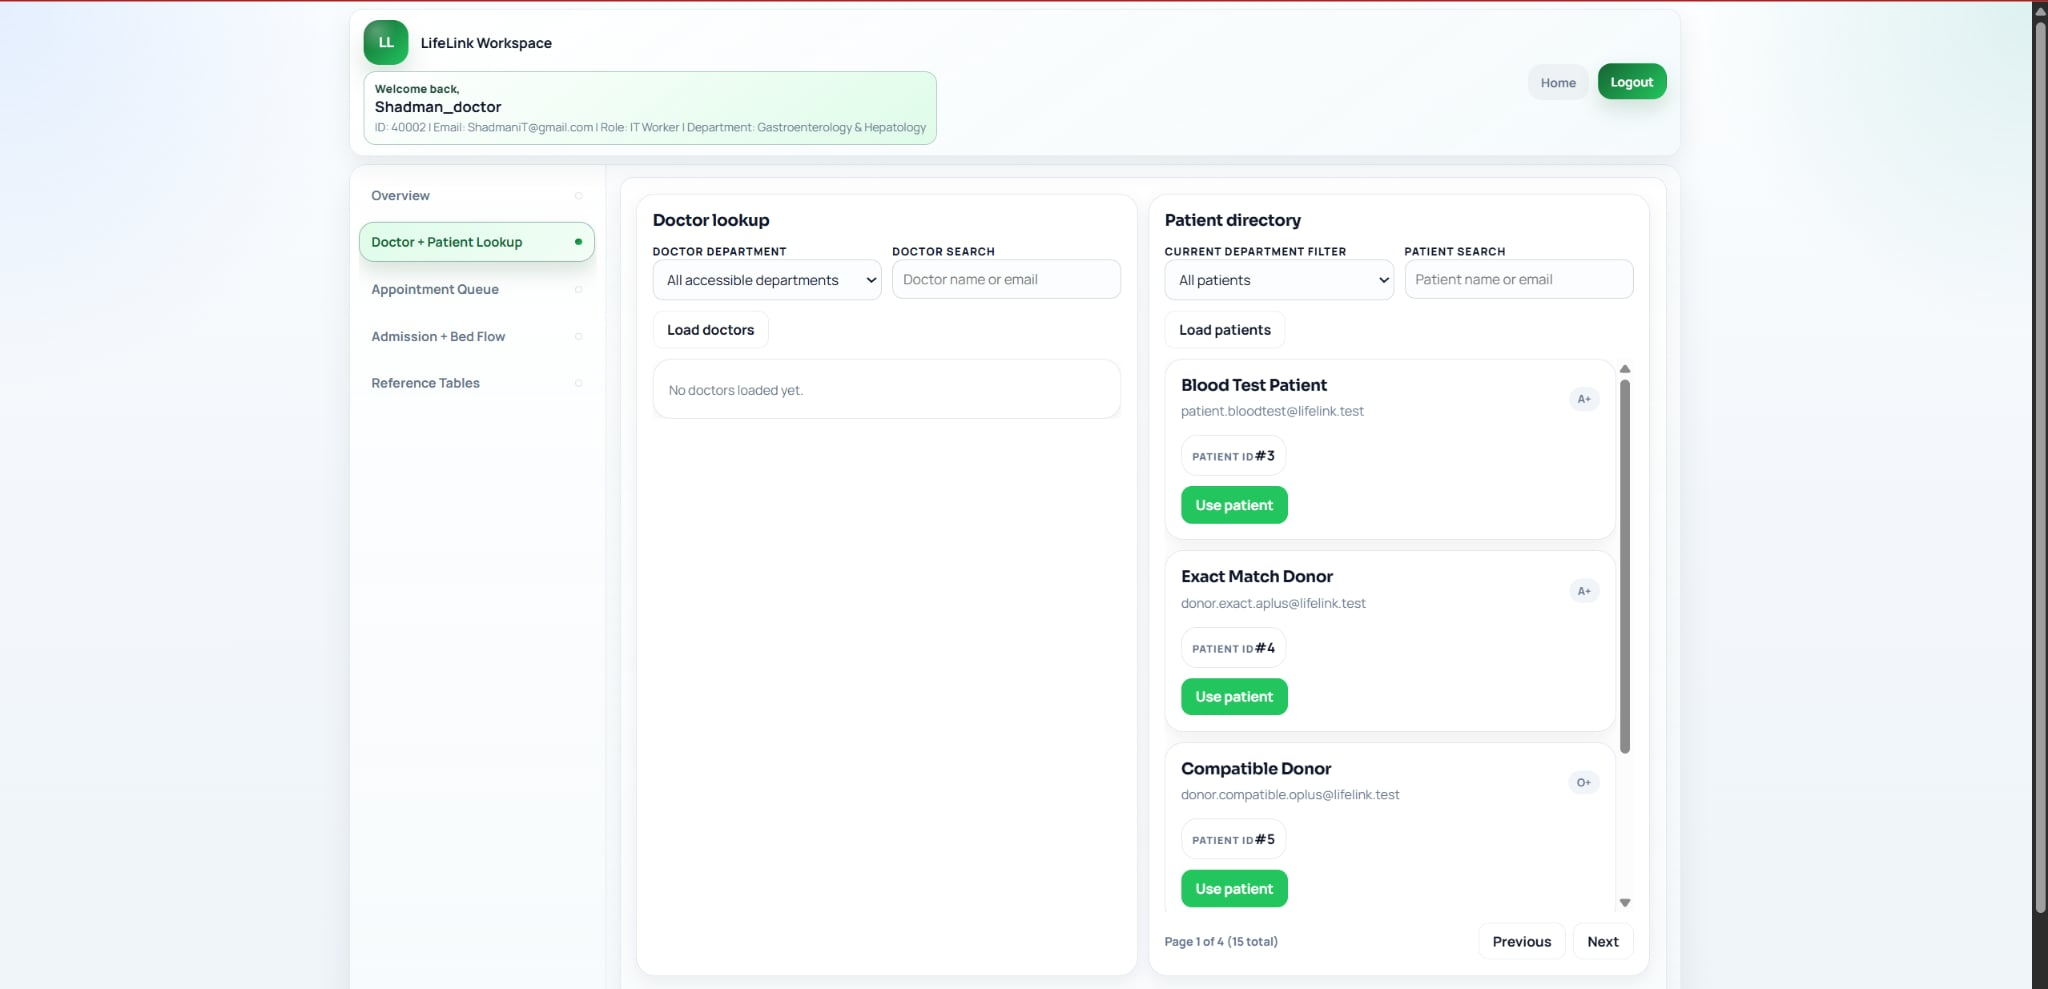 LL
LifeLink Workspace
Welcome back,
Shadman_doctor
ID: 40002 | Email: ShadmaniT@gmail.com | Role: IT Worker | Department: Gastroenterology & Hepatology
Home
Logout
Overview
Doctor + Patient Lookup
Appointment Queue
Admission + Bed Flow
Reference Tables
Doctor lookup
DOCTOR DEPARTMENT
DOCTOR SEARCH
All accessible departments
Doctor name or email
Load doctors
No doctors loaded yet.
Patient directory
CURRENT DEPARTMENT FILTER
PATIENT SEARCH
All patients
Patient name or email
Load patients
Blood Test Patient
A+
patient.bloodtest@lifelink.test
PATIENT ID#3
Use patient
Exact Match Donor
A+
donor.exact.aplus@lifelink.test
PATIENT ID#4
Use patient
Compatible Donor
O+
donor.compatible.oplus@lifelink.test
PATIENT ID#5
Use patient
Page 1 of 4 (15 total)
Previous
Next